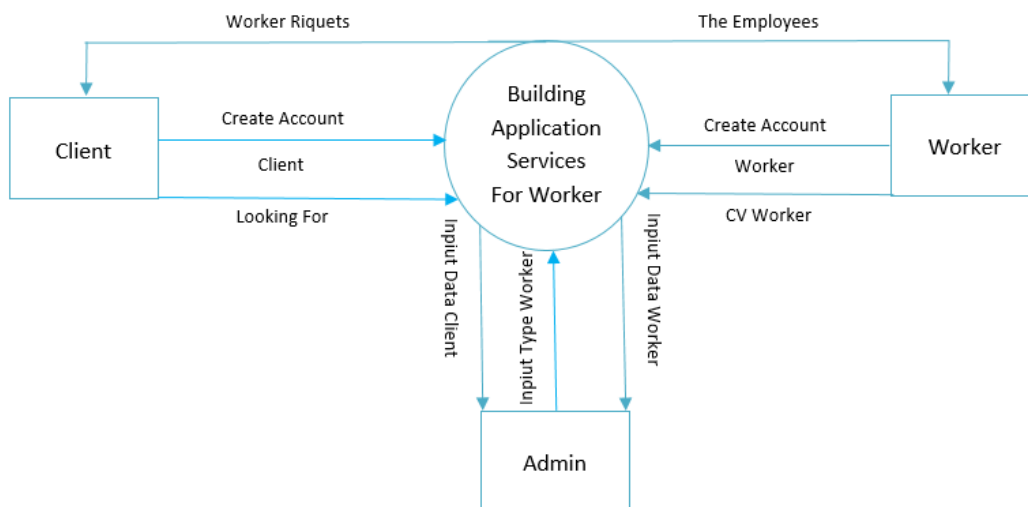 Worker Riquets
The Employees
Client
Create Account
Client
Looking For
Building
Application
Services
For Worker
Create Account
Worker
CV Worker
Worker
Inpiut Data Client
Inpiut Type Worker
Inpiut Data Worker
Admin